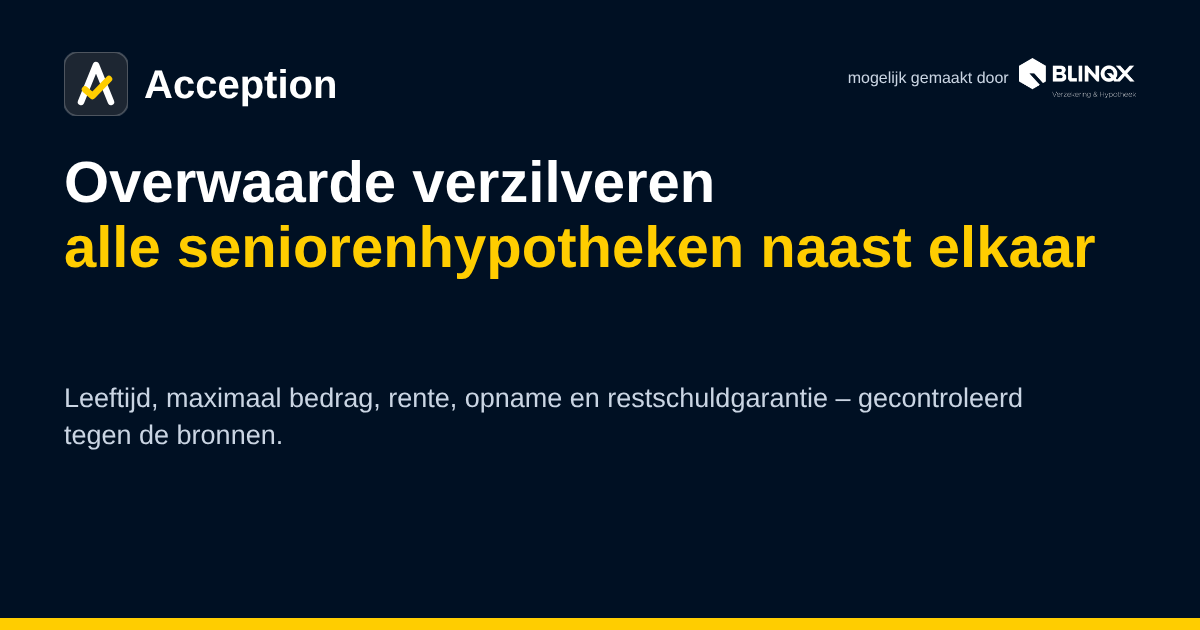 Acception
mogelijk gemaakt door
BLINQX
Verzekering & Hypotheek
Overwaarde verzilveren
alle seniorenhypotheken naast elkaar
Leeftijd, maximaal bedrag, rente, opname en restschuldgarantie – gecontroleerd
tegen de bronnen.